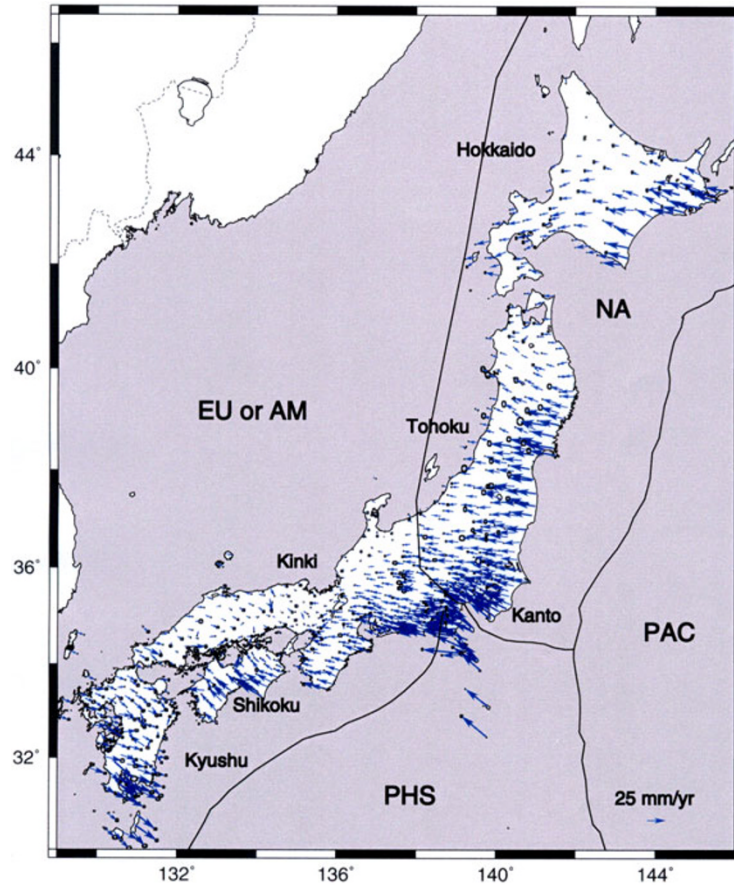 44°
40°
36°
32°
132°
136°
140°
144°
Hokkaido
NA
EU or AM
Tohoku
Kinki
Kanto
PAC
Shikoku
Kyushu
PHS
25 mm/yr